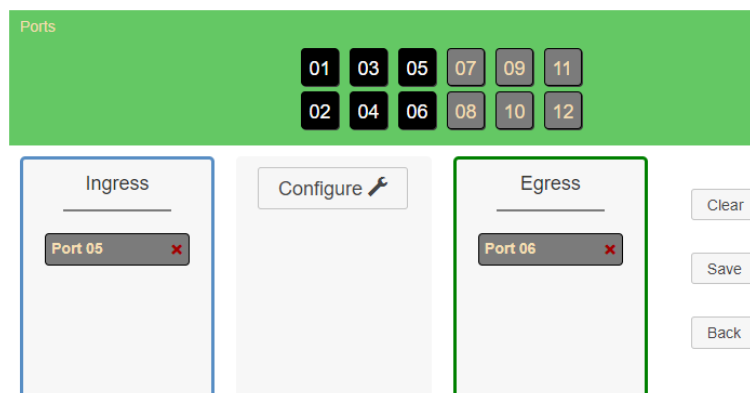 Ports
01 03 05 07 09 11
02 04 06 08 10 12
Ingress
Port 05
Configure
Egress
Port 06
Clear
Save
Back